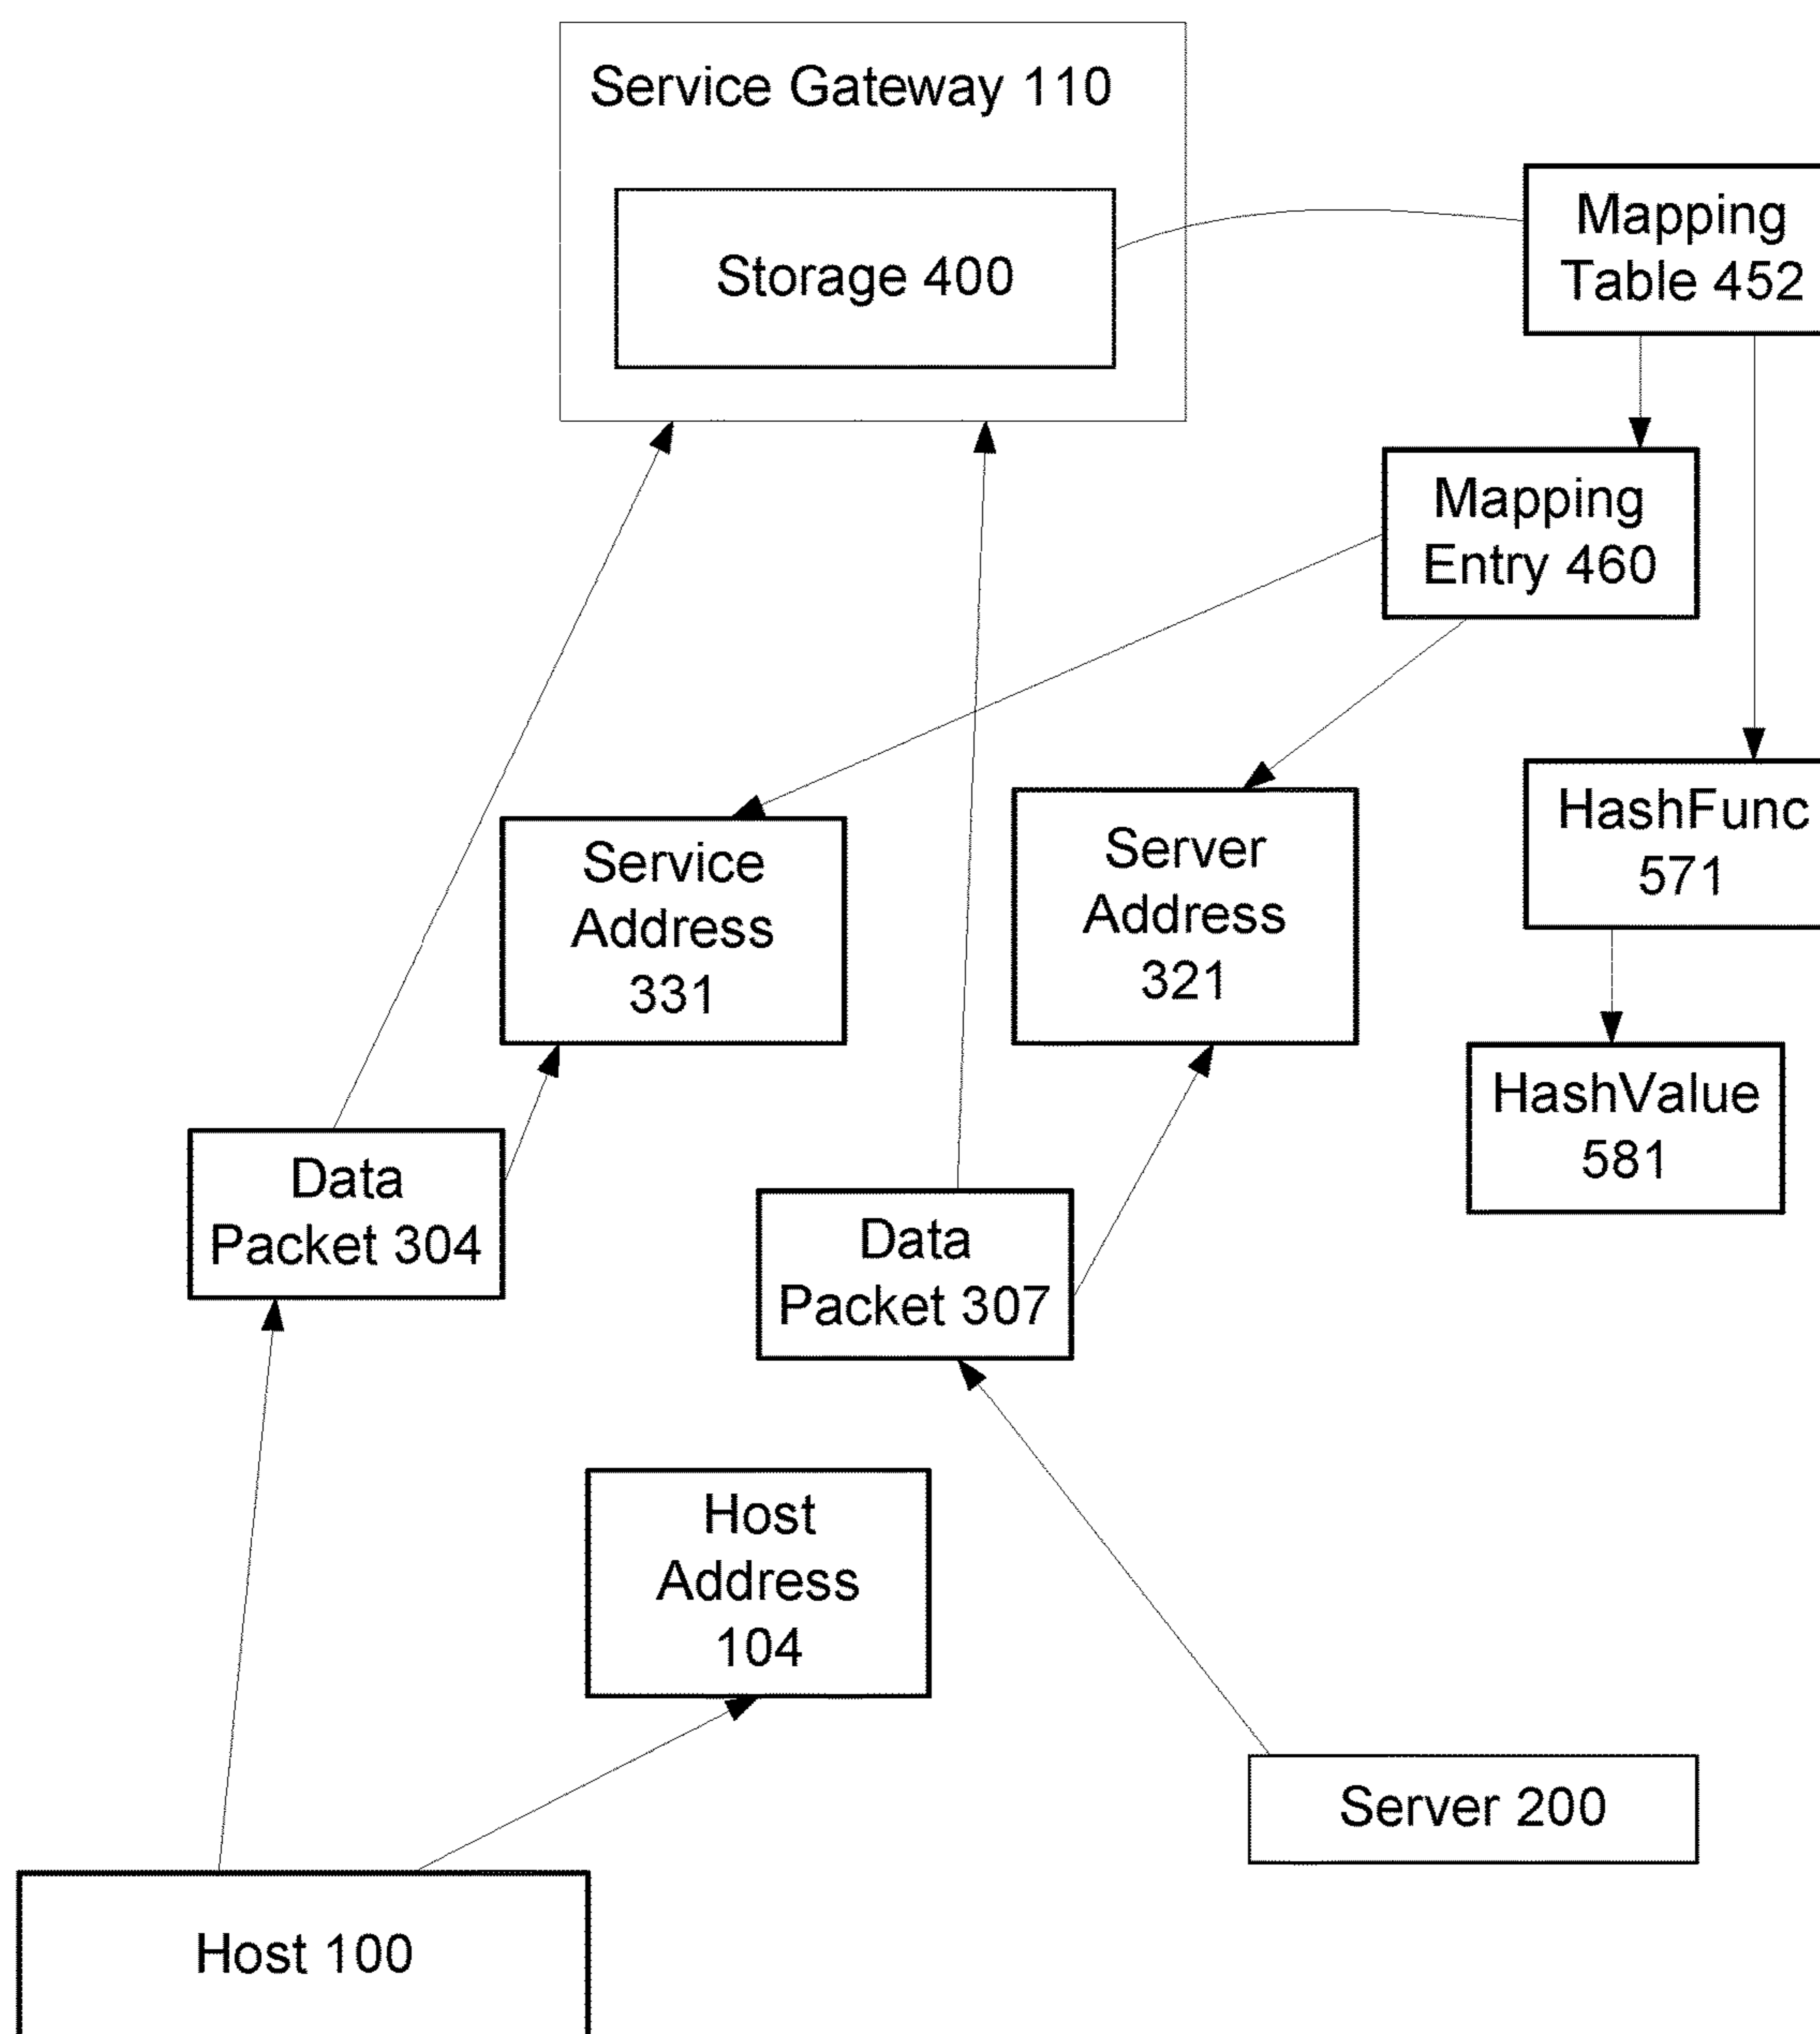 Service Gateway 110
Storage 400
Mapping
Table 452
Mapping
Entry 460
Service
Address
331
Server
Address
321
HashFunc
571
HashValue
581
Data
Packet 304
Data
Packet 307
Host
Address
104
Server 200
Host 100